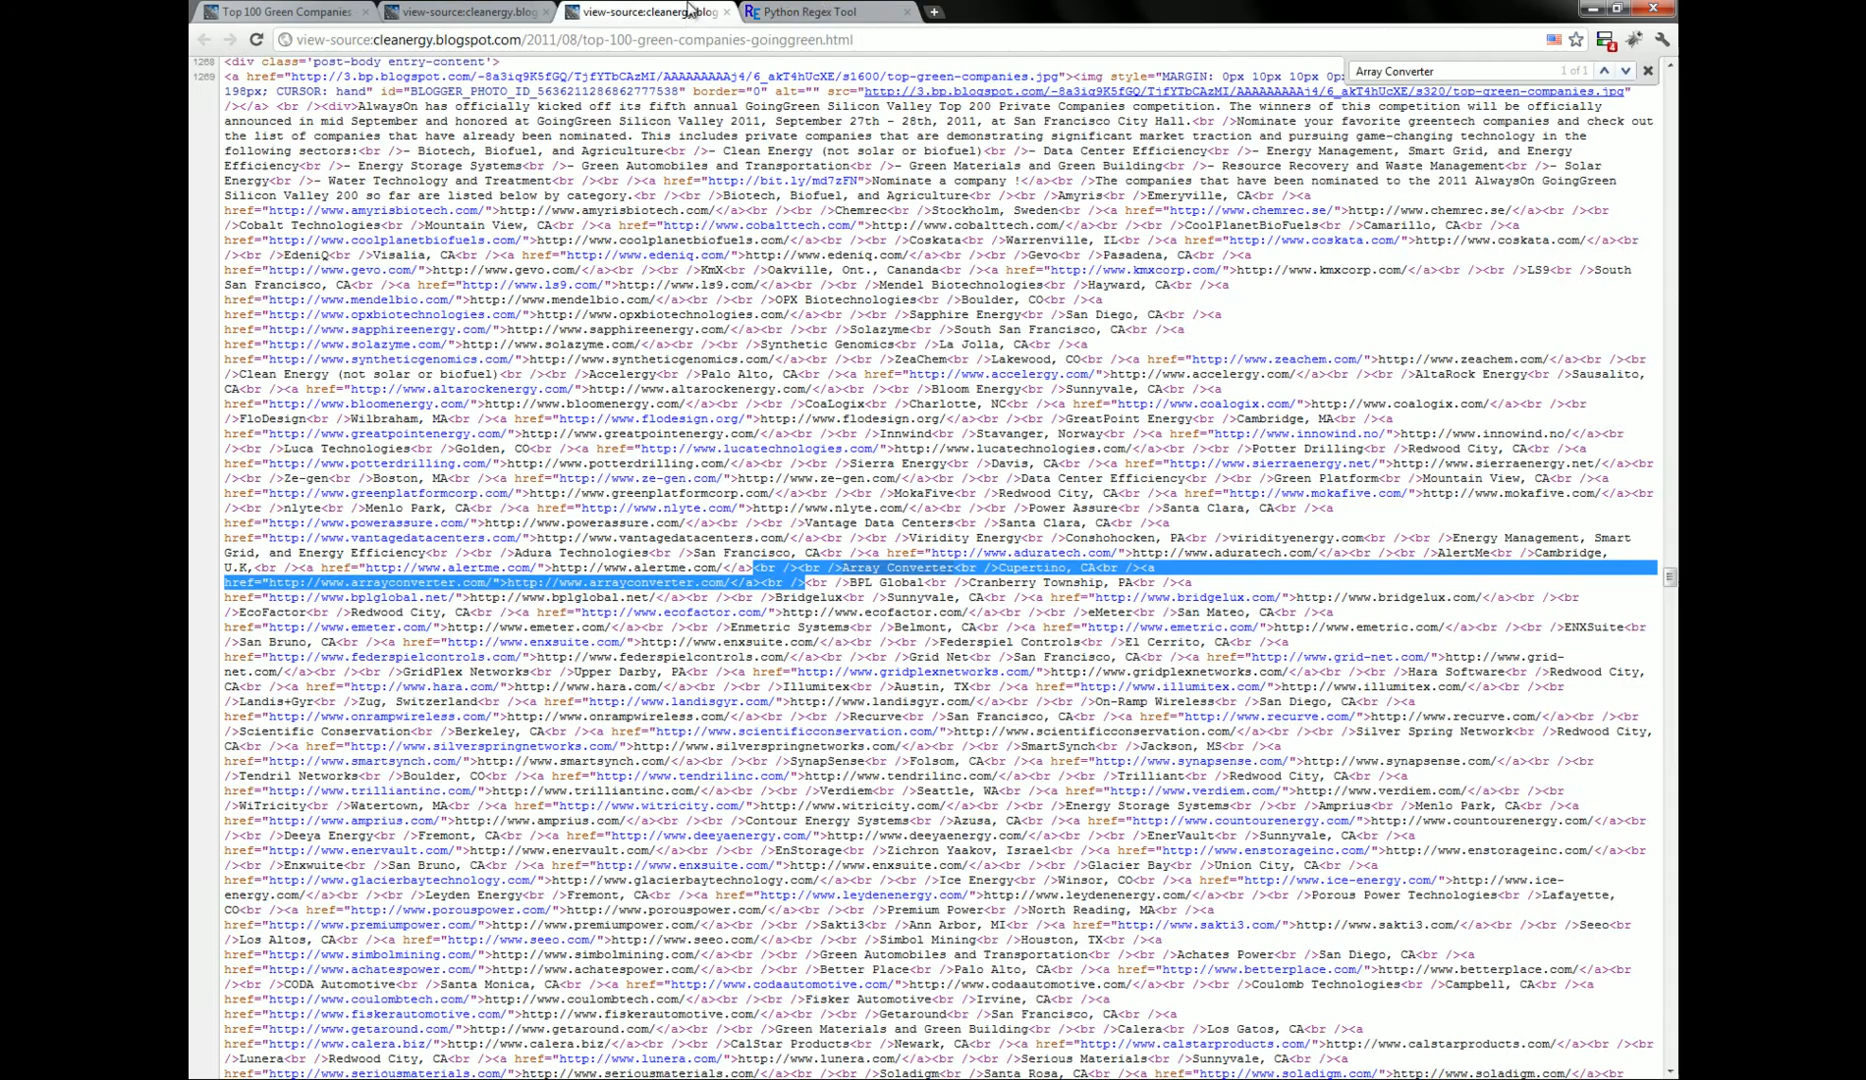 Top 100 Green Companies
view-source:cleanergy.blog
view-source:cleanergy.blog
Python Regex Tool
view-source:cleanergy.blogspot.com/2011/08/top-100-green-companies-goinggreen.html
Array Converter 1 of 1
1268 <div class='post-body entry-content'>
1269 <a href="http://3.bp.blogspot.com/-8a3iq9K5fGQ/TjfYTbCAzMI/AAAAAAAAAj4/6_akT4hUcXE/s1600/top-green-companies.jpg"><img style="MARGIN: 0px 10px 10px 0p
198px; CURSOR: hand" id="BLOGGER_PHOTO_ID_5636211286862777538" border="0" alt="" src="http://3.bp.blogspot.com/-8a3iq9K5fGQ/TjfYTbCAzMI/AAAAAAAAAj4/6_akT4hUcXE/s320/top-green-companies.jpg"
/></a> <br /><div>AlwaysOn has officially kicked off its fifth annual GoingGreen Silicon Valley Top 200 Private Companies competition. The winners of this competition will be officially
announced in mid September and honored at GoingGreen Silicon Valley 2011, September 27th - 28th, 2011, at San Francisco City Hall.<br />Nominate your favorite greentech companies and check out
the list of companies that have already been nominated. This includes private companies that are demonstrating significant market traction and pursuing game-changing technology in the
following sectors:<br />- Biotech, Biofuel, and Agriculture<br />- Clean Energy (not solar or biofuel)<br />- Data Center Efficiency<br />- Energy Management, Smart Grid, and Energy
Efficiency<br />- Energy Storage Systems<br />- Green Automobiles and Transportation<br />- Green Materials and Green Building<br />- Resource Recovery and Waste Management<br />- Solar
Energy<br />- Water Technology and Treatment<br /><br /><a href="http://bit.ly/md7zFN">Nominate a company !</a><br />The companies that have been nominated to the 2011 AlwaysOn GoingGreen
Silicon Valley 200 so far are listed below by category.<br /><br />Biotech, Biofuel, and Agriculture<br /><br />Amyris<br />Emeryville, CA<br /><a
href="http://www.amyrisbiotech.com/">http://www.amyrisbiotech.com/</a><br /><br />Chemrec<br />Stockholm, Sweden<br /><a href="http://www.chemrec.se/">http://www.chemrec.se/</a><br /><br
/>Cobalt Technologies<br />Mountain View, CA<br /><a href="http://www.cobalttech.com/">http://www.cobalttech.com/</a><br /><br />CoolPlanetBioFuels<br />Camarillo, CA<br /><a
href="http://www.coolplanetbiofuels.com/">http://www.coolplanetbiofuels.com/</a><br /><br />Coskata<br />Warrenville, IL<br /><a href="http://www.coskata.com/">http://www.coskata.com/</a><br /><br
/>EdeniQ<br />Visalia, CA<br /><a href="http://www.edeniq.com/">http://www.edeniq.com/</a><br /><br />Gevo<br />Pasadena, CA<br /><a
href="http://www.gevo.com/">http://www.gevo.com/</a><br /><br />KmX<br />Oakville, Ont., Cananda<br /><a href="http://www.kmxcorp.com/">http://www.kmxcorp.com/</a><br /><br />LS9<br />South
San Francisco, CA<br /><a href="http://www.ls9.com/">http://www.ls9.com/</a><br /><br />Mendel Biotechnologies<br />Hayward, CA<br /><a
href="http://www.mendelbio.com/">http://www.mendelbio.com/</a><br /><br />OPX Biotechnologies<br />Boulder, CO<br /><a
href="http://www.opxbiotechnologies.com/">http://www.opxbiotechnologies.com/</a><br /><br />Sapphire Energy<br />San Diego, CA<br /><a
href="http://www.sapphireenergy.com/">http://www.sapphireenergy.com/</a><br /><br />Solazyme<br />South San Francisco, CA<br /><a
href="http://www.solazyme.com/">http://www.solazyme.com/</a><br /><br />Synthetic Genomics<br />La Jolla, CA<br /><a
href="http://www.syntheticgenomics.com/">http://www.syntheticgenomics.com/</a><br /><br />ZeaChem<br />Lakewood, CO<br /><a href="http://www.zeachem.com/">http://www.zeachem.com/</a><br /><br
/>Clean Energy (not solar or biofuel)<br /><br />Accelergy<br />Palo Alto, CA<br /><a href="http://www.accelergy.com/">http://www.accelergy.com/</a><br /><br />AltaRock Energy<br />Sausalito,
CA<br /><a href="http://www.altarockenergy.com/">http://www.altarockenergy.com/</a><br /><br />Bloom Energy<br />Sunnyvale, CA<br /><a
href="http://www.bloomenergy.com/">http://www.bloomenergy.com/</a><br /><br />CoaLogix<br />Charlotte, NC<br /><a href="http://www.coalogix.com/">http://www.coalogix.com/</a><br /><br
/>FloDesign<br />Wilbraham, MA<br /><a href="http://www.flodesign.org/">http://www.flodesign.org/</a><br /><br />GreatPoint Energy<br />Cambridge, MA<br /><a
href="http://www.greatpointenergy.com/">http://www.greatpointenergy.com/</a><br /><br />Innwind<br />Stavanger, Norway<br /><a href="http://www.innowind.no/">http://www.innowind.no/</a><br /><br
/>Luca Technologies<br />Golden, CO<br /><a href="http://www.lucatechnologies.com/">http://www.lucatechnologies.com/</a><br /><br />Potter Drilling<br />Redwood City, CA<br /><a
href="http://www.potterdrilling.com/">http://www.potterdrilling.com/</a><br /><br />Sierra Energy<br />Davis, CA<br /><a href="http://www.sierraenergy.net/">http://www.sierraenergy.net/</a><br /><br
/>Ze-gen<br />Boston, MA<br /><a href="http://www.ze-gen.com/">http://www.ze-gen.com/</a><br /><br />Data Center Efficiency<br /><br />Green Platform<br />Mountain View, CA<br /><a
href="http://www.greenplatformcorp.com/">http://www.greenplatformcorp.com/</a><br /><br />MokaFive<br />Redwood City, CA<br /><a href="http://www.mokafive.com/">http://www.mokafive.com/</a><br /><br
/>nlyte<br />Menlo Park, CA<br /><a href="http://www.nlyte.com/">http://www.nlyte.com/</a><br /><br />Power Assure<br />Santa Clara, CA<br /><a
href="http://www.powerassure.com/">http://www.powerassure.com/</a><br /><br />Vantage Data Centers<br />Santa Clara, CA<br /><a
href="http://www.vantagedatacenters.com/">http://www.vantagedatacenters.com/</a><br /><br />Viridity Energy<br />Conshohocken, PA<br />viridityenergy.com<br /><br />Energy Management, Smart
Grid, and Energy Efficiency<br /><br />Adura Technologies<br />San Francisco, CA<br /><a href="http://www.aduratech.com/">http://www.aduratech.com/</a><br /><br />AlertMe<br />Cambridge,
U.K,<br /><a href="http://www.alertme.com/">http://www.alertme.com/</a><br /><br />Array Converter<br />Cupertino, CA<br /><a
href="http://www.arrayconverter.com/">http://www.arrayconverter.com/</a><br /><br />BPL Global<br />Cranberry Township, PA<br /><a
href="http://www.bplglobal.net/">http://www.bplglobal.net/</a><br /><br />Bridgelux<br />Sunnyvale, CA<br /><a href="http://www.bridgelux.com/">http://www.bridgelux.com/</a><br /><br
/>EcoFactor<br />Redwood City, CA<br /><a href="http://www.ecofactor.com/">http://www.ecofactor.com/</a><br /><br />eMeter<br />San Mateo, CA<br /><a
href="http://www.emeter.com/">http://www.emeter.com/</a><br /><br />Enmetric Systems<br />Belmont, CA<br /><a href="http://www.emetric.com/">http://www.emetric.com/</a><br /><br />ENXSuite<br
/>San Bruno, CA<br /><a href="http://www.enxsuite.com/">http://www.enxsuite.com/</a><br /><br />Federspiel Controls<br />El Cerrito, CA<br /><a
href="http://www.federspielcontrols.com/">http://www.federspielcontrols.com/</a><br /><br />Grid Net<br />San Francisco, CA<br /><a href="http://www.grid-net.com/">http://www.grid-
net.com/</a><br /><br />GridPlex Networks<br />Upper Darby, PA<br /><a href="http://www.gridplexnetworks.com/">http://www.gridplexnetworks.com/</a><br /><br />Hara Software<br />Redwood City,
CA<br /><a href="http://www.hara.com/">http://www.hara.com/</a><br /><br />Illumitex<br />Austin, TX<br /><a href="http://www.illumitex.com/">http://www.illumitex.com/</a><br /><br
/>Landis+Gyr<br />Zug, Switzerland<br /><a href="http://www.landisgyr.com/">http://www.landisgyr.com/</a><br /><br />On-Ramp Wireless<br />San Diego, CA<br /><a
href="http://www.onrampwireless.com/">http://www.onrampwireless.com/</a><br /><br />Recurve<br />San Francisco, CA<br /><a href="http://www.recurve.com/">http://www.recurve.com/</a><br /><br
/>Scientific Conservation<br />Berkeley, CA<br /><a href="http://www.scientificconservation.com/">http://www.scientificconservation.com/</a><br /><br />Silver Spring Network<br />Redwood City,
CA<br /><a href="http://www.silverspringnetworks.com/">http://www.silverspringnetworks.com/</a><br /><br />SmartSynch<br />Jackson, MS<br /><a
href="http://www.smartsynch.com/">http://www.smartsynch.com/</a><br /><br />SynapSense<br />Folsom, CA<br /><a href="http://www.synapsense.com/">http://www.synapsense.com/</a><br /><br
/>Tendril Networks<br />Boulder, CO<br /><a href="http://www.tendrilinc.com/">http://www.tendrilinc.com/</a><br /><br />Trilliant<br />Redwood City, CA<br /><a
href="http://www.trilliantinc.com/">http://www.trilliantinc.com/</a><br /><br />Verdiem<br />Seattle, WA<br /><a href="http://www.verdiem.com/">http://www.verdiem.com/</a><br /><br
/>WiTricity<br />Watertown, MA<br /><a href="http://www.witricity.com/">http://www.witricity.com/</a><br /><br />Energy Storage Systems<br /><br />Amprius<br />Menlo Park, CA<br /><a
href="http://www.amprius.com/">http://www.amprius.com/</a><br /><br />Contour Energy Systems<br />Azusa, CA<br /><a href="http://www.countourenergy.com/">http://www.countourenergy.com/</a><br
/><br />Deeya Energy<br />Fremont, CA<br /><a href="http://www.deeyaenergy.com/">http://www.deeyaenergy.com/</a><br /><br />EnerVault<br />Sunnyvale, CA<br /><a
href="http://www.enervault.com/">http://www.enervault.com/</a><br /><br />EnStorage<br />Zichron Yaakov, Israel<br /><a href="http://www.enstorageinc.com/">http://www.enstorageinc.com/</a><br
/><br />Enxwuite<br />San Bruno, CA<br /><a href="http://www.enxsuite.com/">http://www.enxsuite.com/</a><br /><br />Glacier Bay<br />Union City, CA<br /><a
href="http://www.glacierbaytechnology.com/">http://www.glacierbaytechnology.com/</a><br /><br />Ice Energy<br />Winsor, CO<br /><a href="http://www.ice-energy.com/">http://www.ice-
energy.com/</a><br /><br />Leyden Energy<br />Fremont, CA<br /><a href="http://www.leydenenergy.com/">http://www.leydenenergy.com/</a><br /><br />Porous Power Technologies<br />Lafayette,
CO<br /><a href="http://www.porouspower.com/">http://www.porouspower.com/</a><br /><br />Premium Power<br />North Reading, MA<br /><a
href="http://www.premiumpower.com/">http://www.premiumpower.com/</a><br /><br />Sakti3<br />Ann Arbor, MI<br /><a href="http://www.sakti3.com/">http://www.sakti3.com/</a><br /><br />Seeo<br
/>Los Altos, CA<br /><a href="http://www.seeo.com/">http://www.seeo.com/</a><br /><br />Simbol Mining<br />Houston, TX<br /><a
href="http://www.simbolmining.com/">http://www.simbolmining.com/</a><br /><br />Green Automobiles and Transportation<br /><br />Achates Power<br />San Diego, CA<br /><a
href="http://www.achatespower.com/">http://www.achatespower.com/</a><br /><br />Better Place<br />Palo Alto, CA<br /><a href="http://www.betterplace.com/">http://www.betterplace.com/</a><br /><br
/>CODA Automotive<br />Santa Monica, CA<br /><a href="http://www.codaautomotive.com/">http://www.codaautomotive.com/</a><br /><br />Coulomb Technologies<br />Campbell, CA<br /><a
href="http://www.coulombtech.com/">http://www.coulombtech.com/</a><br /><br />Fisker Automotive<br />Irvine, CA<br /><a
href="http://www.fiskerautomotive.com/">http://www.fiskerautomotive.com/</a><br /><br />Getaround<br />San Francisco, CA<br /><a
href="http://www.getaround.com/">http://www.getaround.com/</a><br /><br />Green Materials and Green Building<br /><br />Calera<br />Los Gatos, CA<br /><a
href="http://www.calera.biz/">http://www.calera.biz/</a><br /><br />CalStar Products<br />Newark, CA<br /><a href="http://www.calstarproducts.com/">http://www.calstarproducts.com/</a><br /><br
/>Lunera<br />Redwood City, CA<br /><a href="http://www.lunera.com/">http://www.lunera.com/</a><br /><br />Serious Materials<br />Sunnyvale, CA<br /><a
href="http://www.seriousmaterials.com/">http://www.seriousmaterials.com/</a><br /><br />Soladigm<br />Santa Rosa, CA<br /><a href="http://www.soladigm.com/">http://www.soladigm.com/</a><br /><br